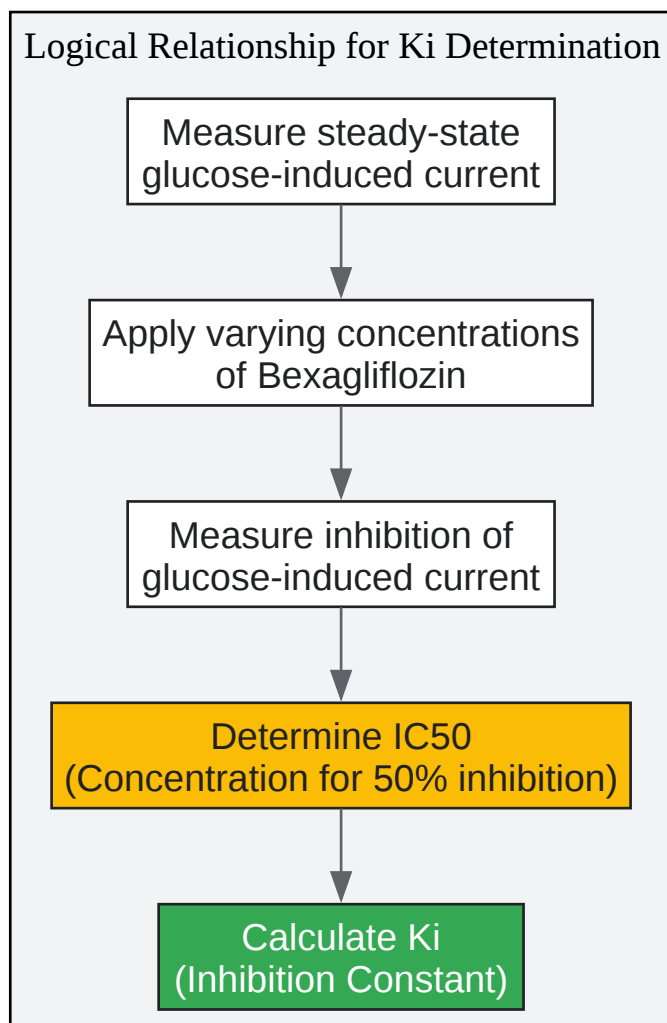 Logical Relationship for Ki Determination
Measure steady-state
glucose-induced current
Apply varying concentrations
of Bexagliflozin
Measure inhibition of
glucose-induced current
Determine IC50
(Concentration for 50% inhibition)
Calculate Ki
(Inhibition Constant)